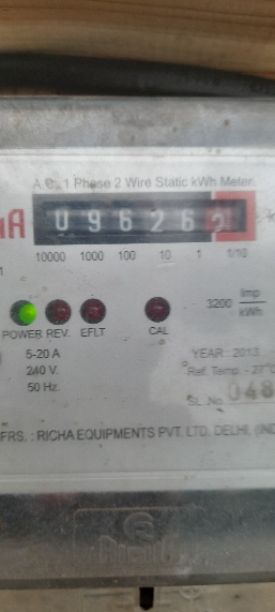 A.C. 1 Phase 2 Wire Static kWh Meter
09626
10000 1000 100 10 1 1/10
3200 Imp/kWh
POWER REV. EFLT CAL
5-20 A
YEAR : 2013
240 V.
Ref. Temp. - 27°C
50 Hz.
SL.No. 048
FRS. : RICHA EQUIPMENTS PVT. LTD. DELHI, (IND